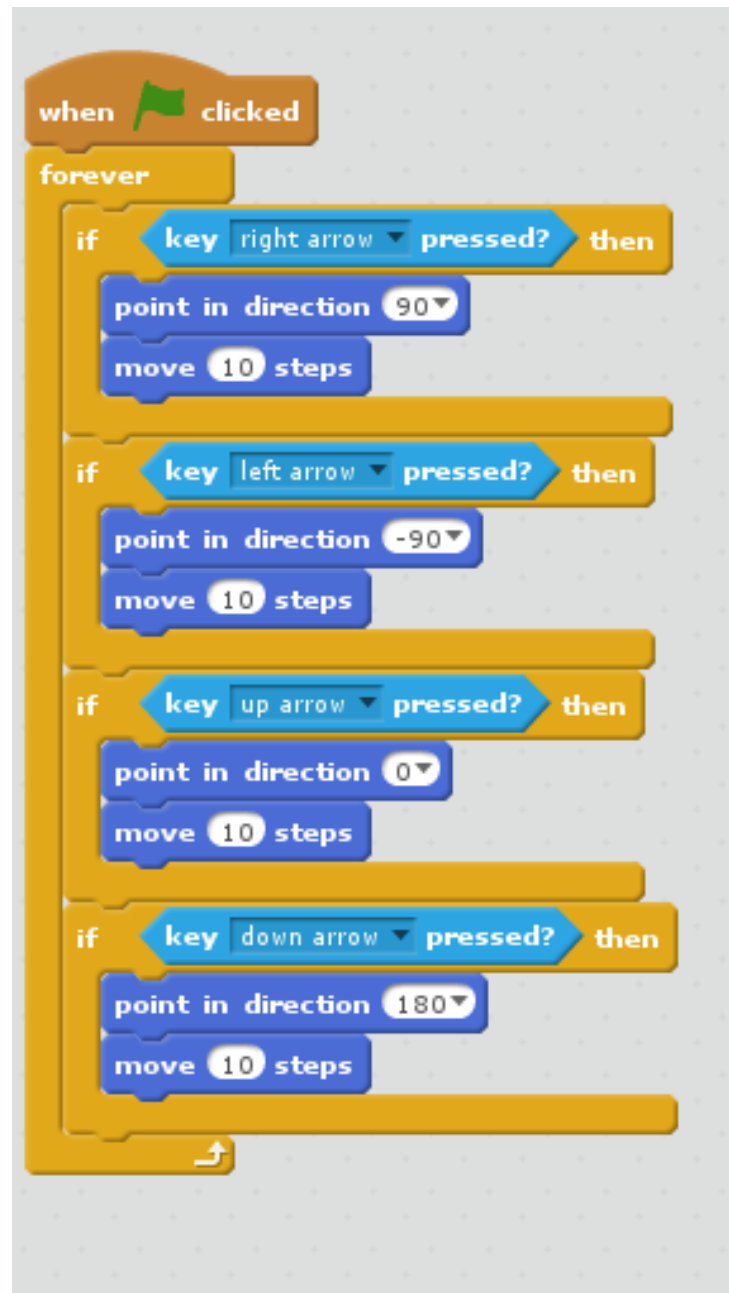 when clicked
forever
if key right arrow pressed? then
point in direction 90
move 10 steps
if key left arrow pressed? then
point in direction -90
move 10 steps
if key up arrow pressed? then
point in direction 0
move 10 steps
if key down arrow pressed? then
point in direction 180
move 10 steps